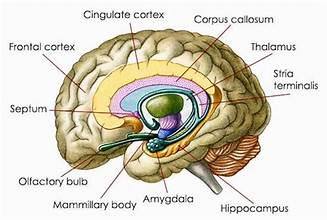 Cingulate cortex
Corpus callosum
Frontal cortex
Thalamus
Stria
terminalis
Septum
Olfactory bulb
Mammillary body
Amygdala
Hippocampus